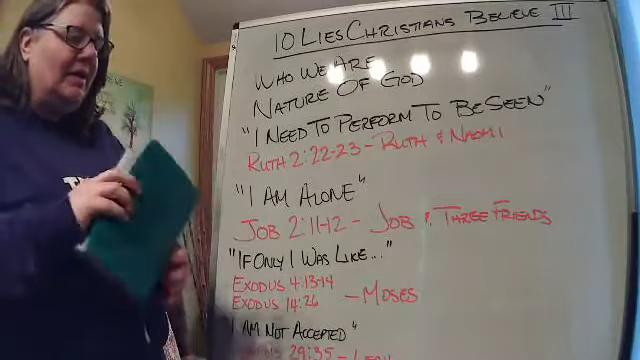 10 Lies Christians Believe III
Who We Are
Nature Of God
"I Need To Perform To Be Seen"
Ruth 2:22-23 - Ruth & Naomi
"I Am Alone"
Job 2:11-12 - Job & Three Friends
"If Only I Was Like..."
Exodus 4:13-14
Exodus 14:26
- Moses
I Am Not Accepted"
29:35 -